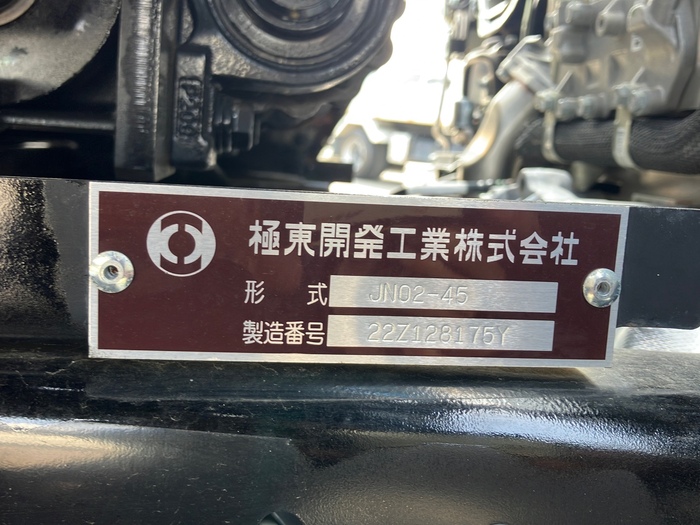 極東開発工業株式会社
形 式 JN02-45
製造番号 22Z128175Y